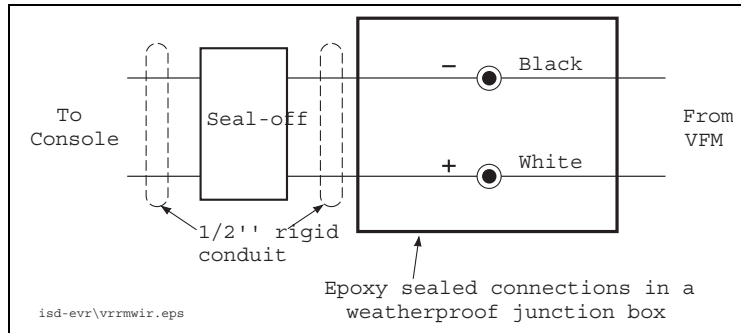 − Black
To
Console
Seal-off
From
VFM
+ White
1/2'' rigid
conduit
Epoxy sealed connections in a
weatherproof junction box
isd-evr\vrrmwir.eps